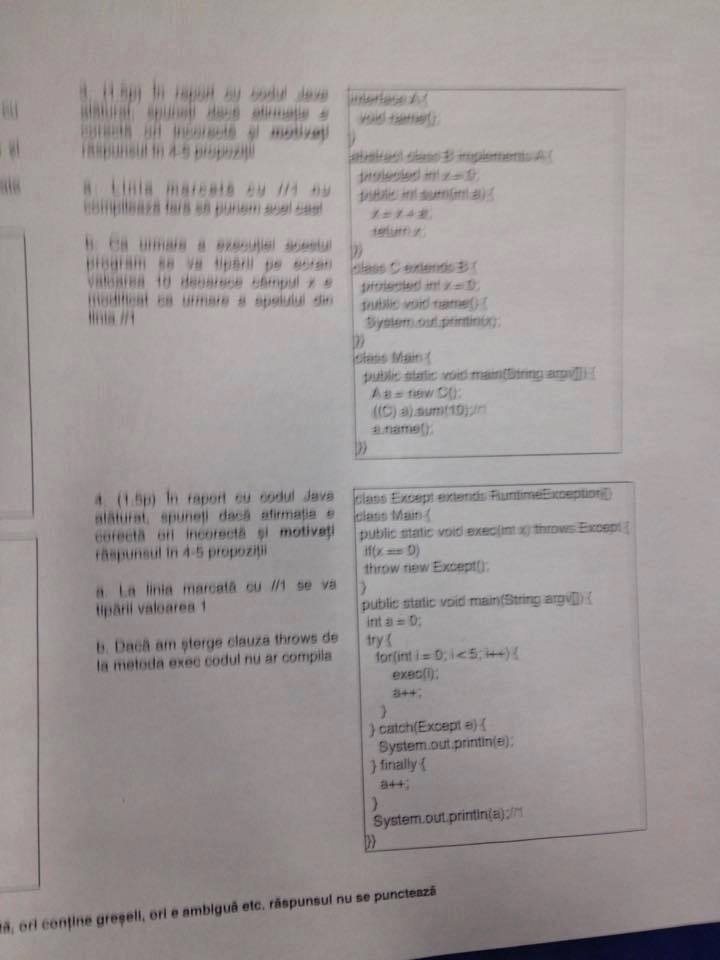 3. (1.5p) În raport cu codul Java
alăturat, spuneți dacă afirmația e
corectă ori incorectă și motivați
răspunsul în 4-5 propoziții
a. Linia marcată cu //1 nu
compilează fără să punem acel cast
b. Ca urmare a execuției acestui
program se va tipării pe ecran
valoarea 10 deoarece câmpul x e
modificat ca urmare a apelului din
linia //1
interface A {
void name();
}
abstract class B implements A {
protected int x = 0;
public int sum(int a) {
x = x + a;
return x;
}}
class C extends B {
protected int x = 0;
public void name() {
System.out.println(x);
}}
class Main {
public static void main(String argv[]) {
A a = new C();
((C) a).sum(10);//1
a.name();
}}
4. (1.5p) În raport cu codul Java
alăturat, spuneți dacă afirmația e
corectă ori incorectă și motivați
răspunsul în 4-5 propoziții
a. La linia marcată cu //1 se va
tipării valoarea 1
b. Dacă am șterge clauza throws de
la metoda exec codul nu ar compila
class Except extends RuntimeException{}
class Main {
public static void exec(int x) throws Except {
if(x == 0)
throw new Except();
}
public static void main(String argv[]) {
int a = 0;
try {
for(int i = 0; i < 5; i++) {
exec(i);
a++;
}
} catch(Except e) {
System.out.println(e);
} finally {
a++;
}
System.out.println(a);//1
}}
ori conține greșeli, ori e ambiguă etc. răspunsul nu se punctează